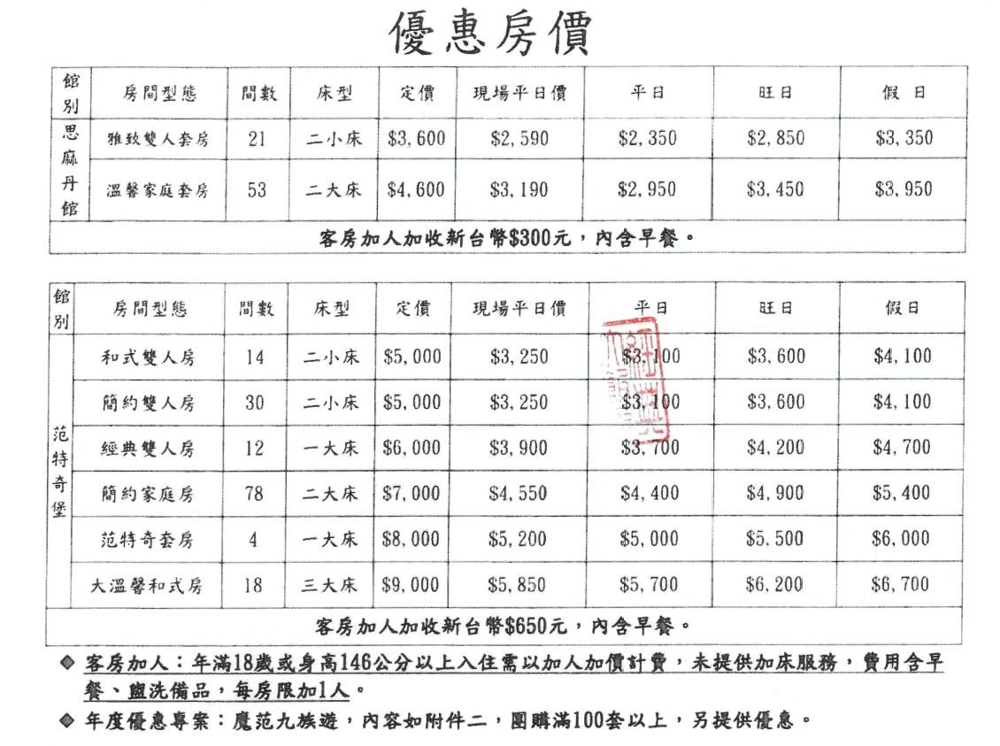 優惠房價
館別 房間型態 間數 床型 定價 現場平日價 平日 旺日 假日
思麻丹館
雅致雙人套房 21 二小床 $3,600 $2,590 $2,350 $2,850 $3,350
溫馨家庭套房 53 二大床 $4,600 $3,190 $2,950 $3,450 $3,950
客房加人加收新台幣$300元,內含早餐。
館別 房間型態 間數 床型 定價 現場平日價 平日 旺日 假日
范特奇堡
和式雙人房 14 二小床 $5,000 $3,250 $3,100 $3,600 $4,100
簡約雙人房 30 二小床 $5,000 $3,250 $3,100 $3,600 $4,100
經典雙人房 12 一大床 $6,000 $3,900 $3,700 $4,200 $4,700
簡約家庭房 78 二大床 $7,000 $4,550 $4,400 $4,900 $5,400
范特奇套房 4 一大床 $8,000 $5,200 $5,000 $5.500 $6,000
大溫馨和式房 18 三大床 $9,000 $5,850 $5,700 $6,200 $6,700
客房加人加收新台幣$650元,內含早餐。
◆ 客房加人:年滿18歲或身高146公分以上入住需以加人加價計費,未提供加床服務,費用含早
餐、盥洗備品,每房限加1人。
◆ 年度優惠專案:魔范九族遊,內容如附件二,團購滿100套以上,另提供優惠。